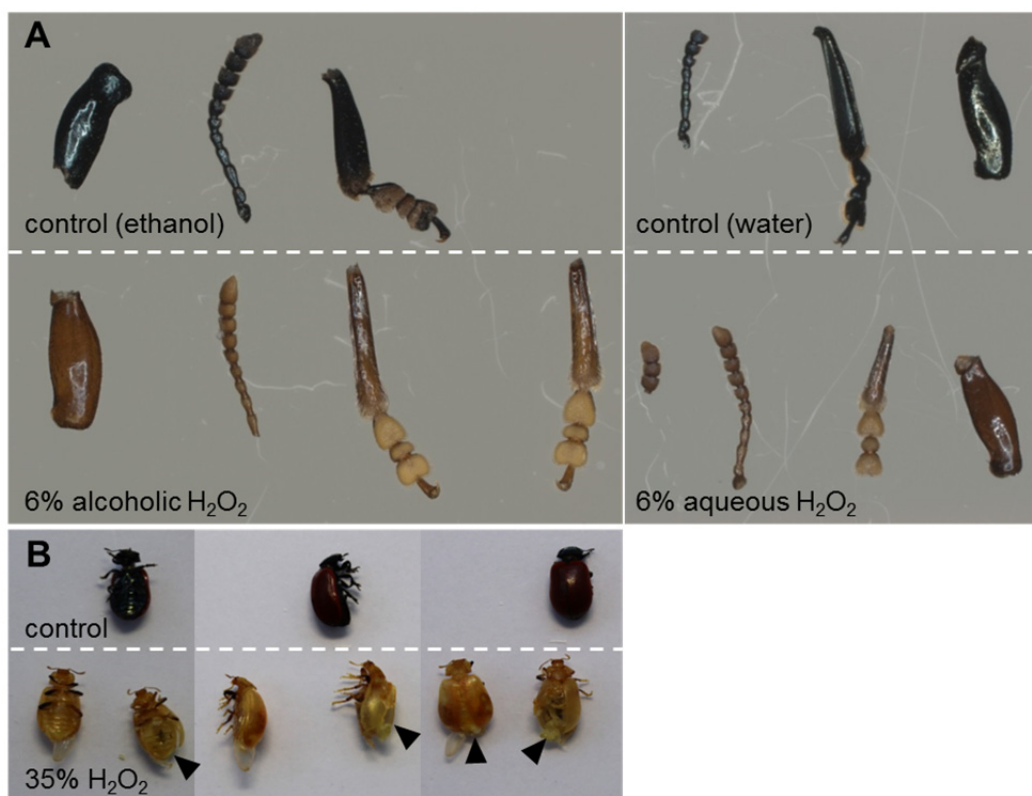 A
control (ethanol)
control (water)
6% alcoholic H₂O₂
6% aqueous H₂O₂
B
control
35% H₂O₂